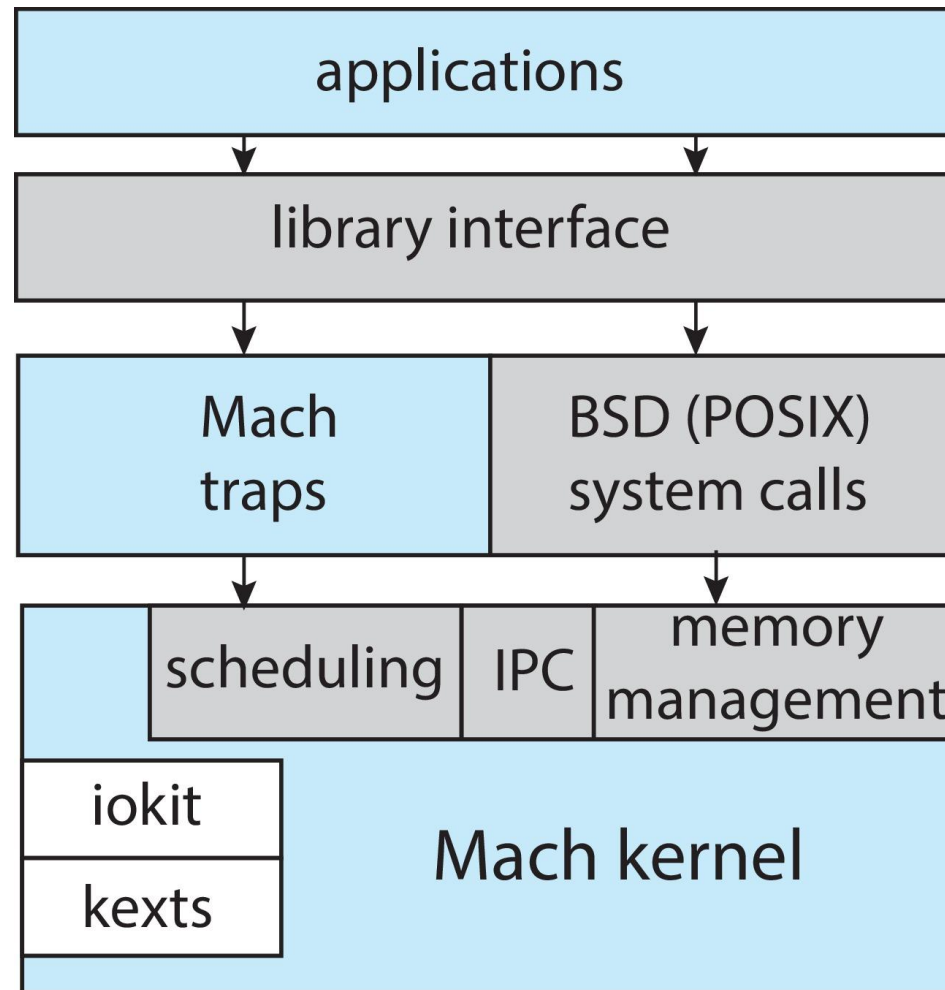 applications
library interface
Mach
traps
BSD (POSIX)
system calls
scheduling
IPC
memory
management
iokit
kexts
Mach kernel